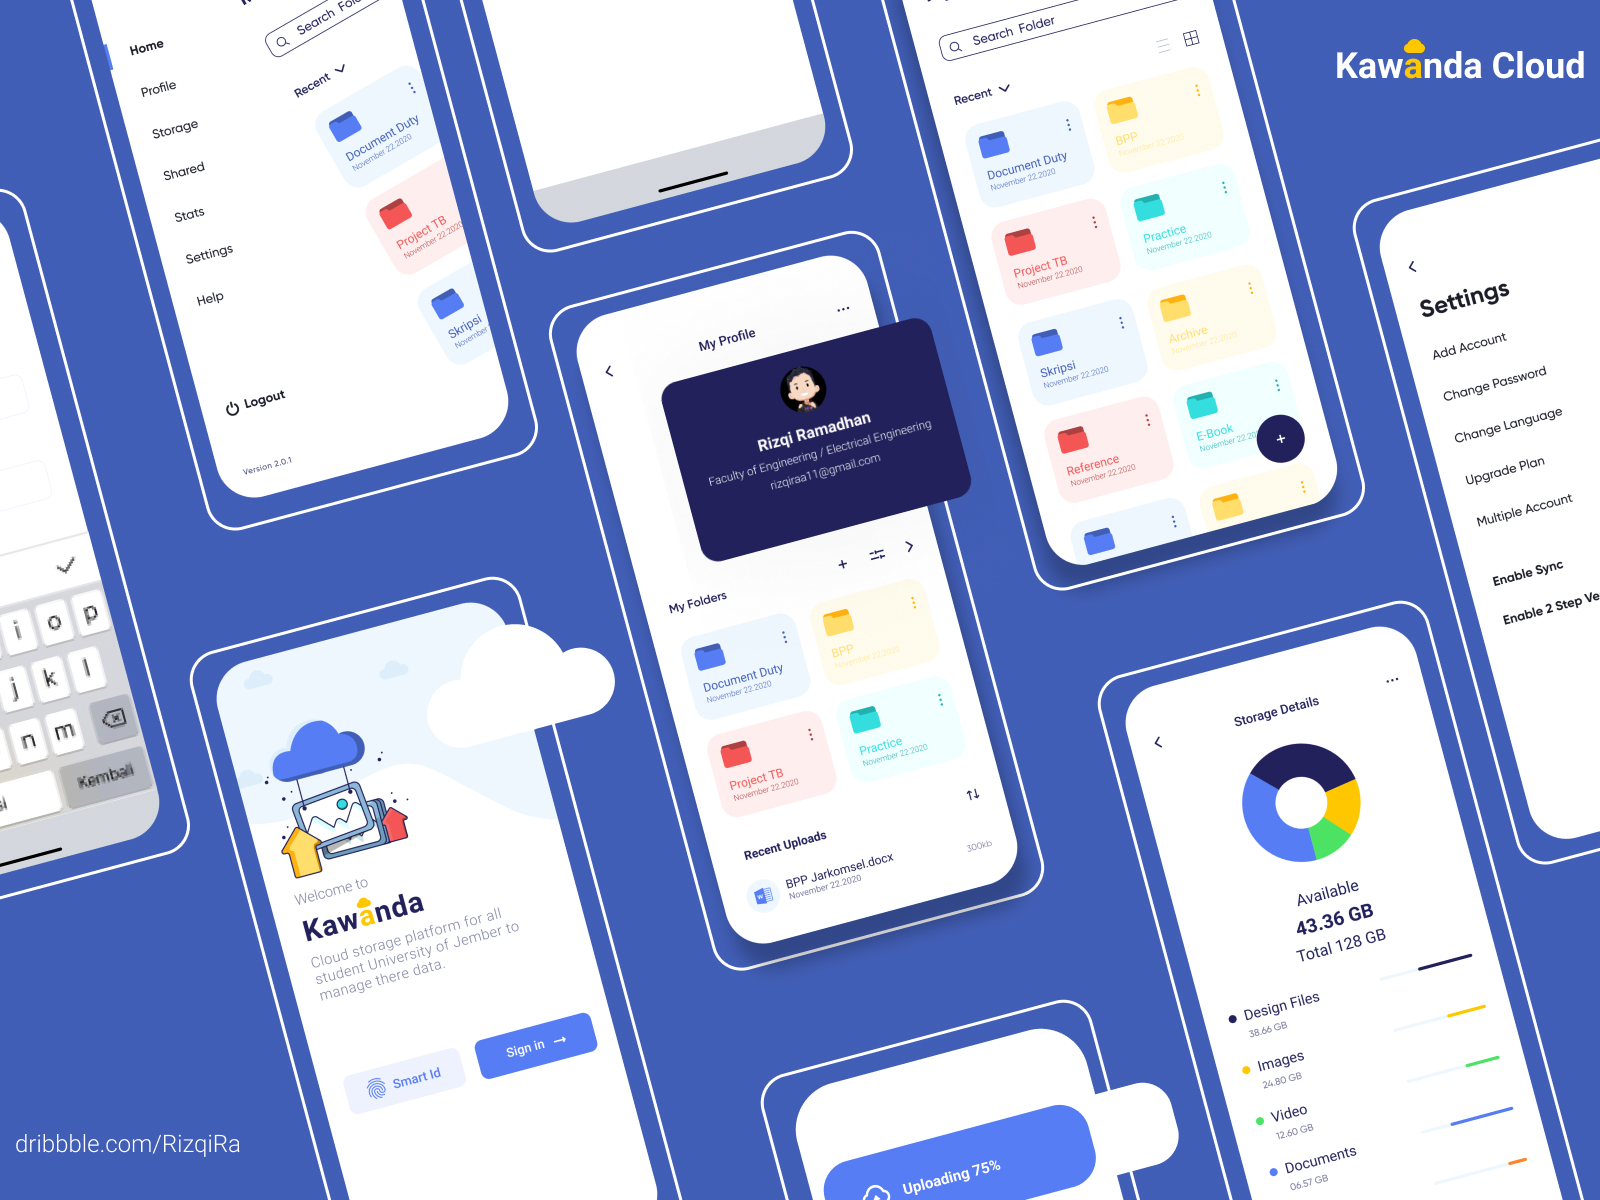 Home
Profile
Storage
Shared
Stats
Settings
Help
Logout
Version 2.0.1
Search Folder
Recent
Document Duty
November 22.2020
Project TB
November 22.2020
Skripsi
November
Search Folder
Recent
Document Duty
November 22.2020
BPP
November 22.2020
Project TB
November 22.2020
Practice
November 22.2020
Skripsi
November 22.2020
Archive
November 22.2020
Reference
November 22.2020
E-Book
November 22.202
+
Kawanda Cloud
Settings
Add Account
Change Password
Change Language
Upgrade Plan
Multiple Account
Enable Sync
Enable 2 Step Ve
My Profile
Rizqi Ramadhan
Faculty of Engineering / Electrical Engineering
rizqiraa11@gmail.com
My Folders
Document Duty
November 22.2020
BPP
November 22.2020
Project TB
November 22.2020
Practice
November 22.2020
Recent Uploads
BPP Jarkomsel.docx
November 22.2020
300kb
i o p
j k l
n m
Kembali
Welcome to
Kawanda
Cloud storage platform for all
student University of Jember to
manage there data.
Smart Id
Sign in
Storage Details
Available
43.36 GB
Total 128 GB
Design Files
38.66 GB
Images
24.80 GB
Video
12.60 GB
Documents
06.57 GB
Uploading 75%
dribbble.com/RizqiRa